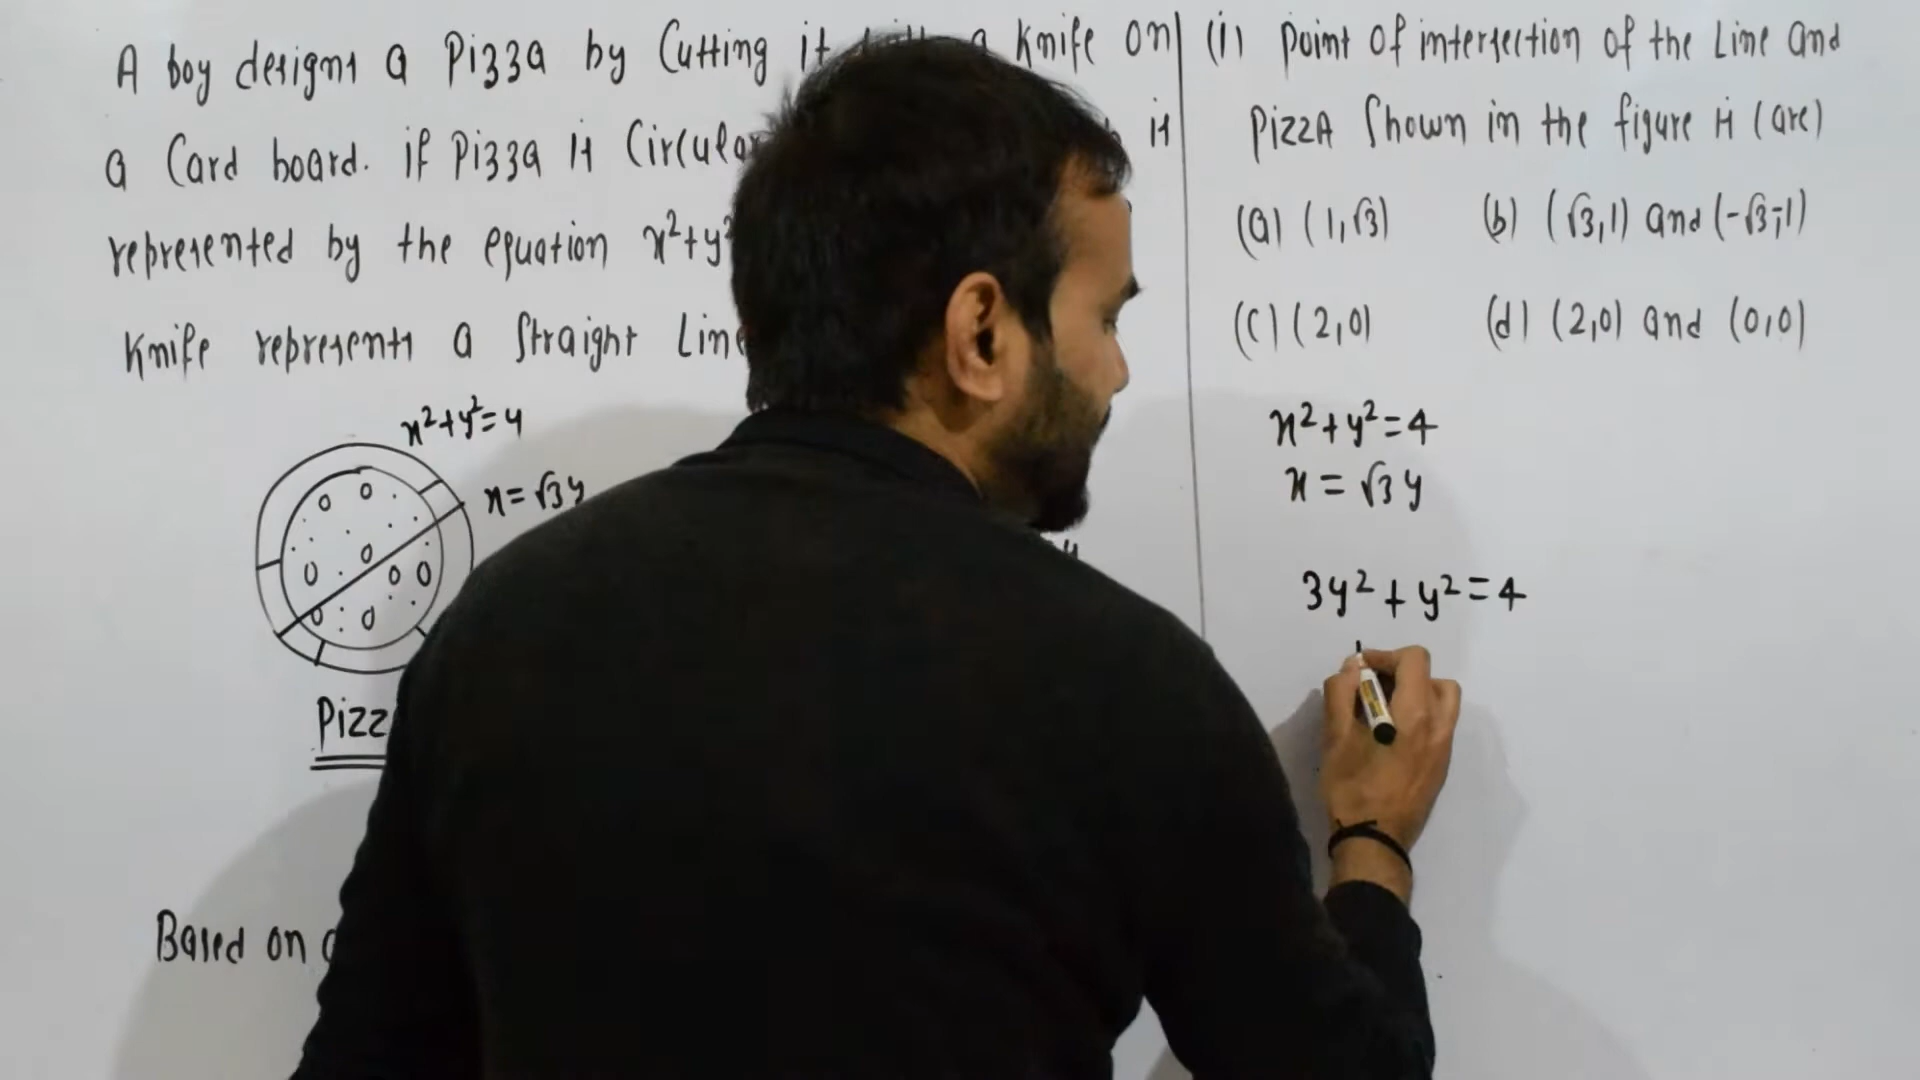 A boy designs a Pizza by Cutting it a Knife on
a Card board. if Pizza is Circular is
represented by the equation x²+y²
Knife represents a Straight Line
x²+y²=4
x=√3y
Pizz
Based on
(i) Point of intersection of the Line and
PizzA Shown in the figure is (are)
(a) (1,√3) (b) (√3,1) and (-√3,-1)
(c) (2,0) (d) (2,0) and (0,0)
x²+y²=4
x=√3y
3y²+y²=4